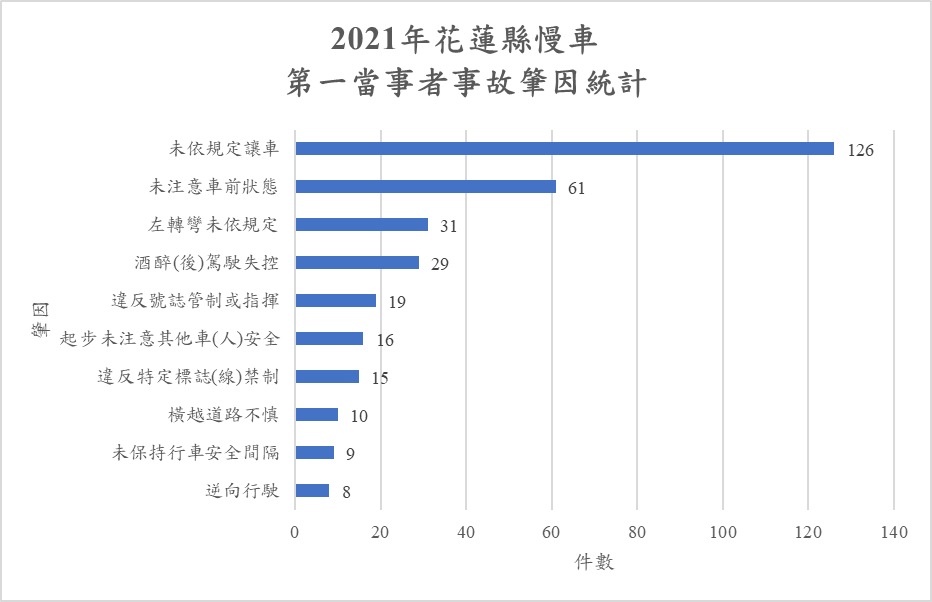 2021年花蓮縣慢車
第一當事者事故肇因統計
未依規定讓車 126
未注意車前狀態 61
左轉彎未依規定 31
酒醉(後)駕駛失控 29
違反號誌管制或指揮 19
起步未注意其他車(人)安全 16
違反特定標誌(線)禁制 15
橫越道路不慎 10
未保持行車安全間隔 9
逆向行駛 8
肇因
0 20 40 60 80 100 120 140
件數